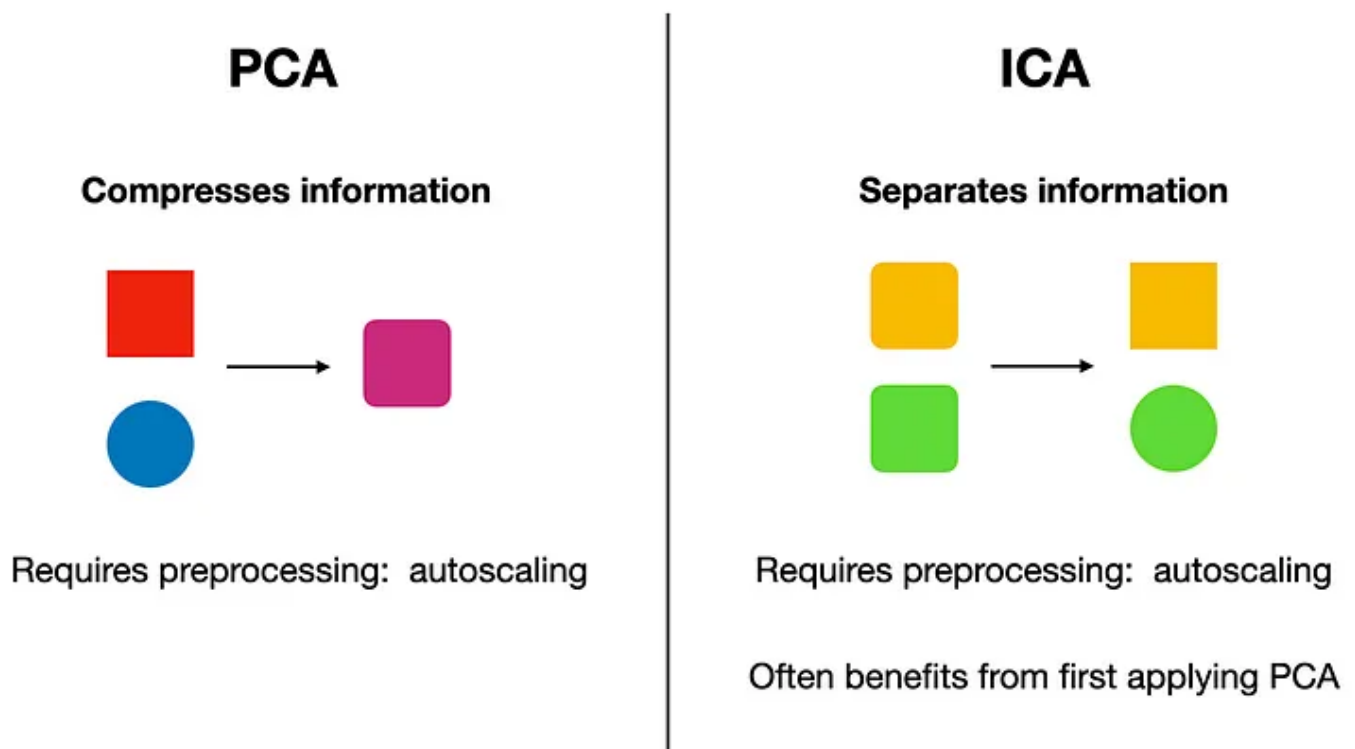 PCA
Compresses information
Requires preprocessing: autoscaling
ICA
Separates information
Requires preprocessing: autoscaling
Often benefits from first applying PCA